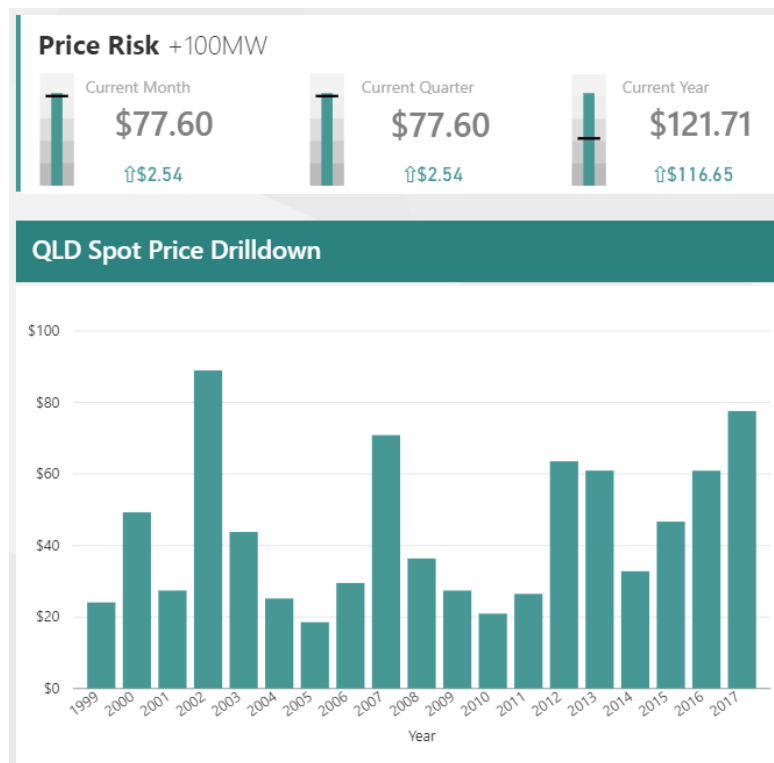 Price Risk +100MW
Current Month
Current Quarter
Current Year
$77.60
$77.60
$121.71
⇧$2.54
⇧$2.54
⇧$116.65
QLD Spot Price Drilldown
$100
$80
$60
$40
$20
$0
1999 2000 2001 2002 2003 2004 2005 2006 2007 2008 2009 2010 2011 2012 2013 2014 2015 2016 2017
Year